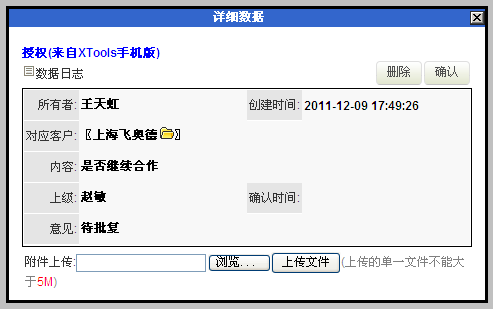 详细数据
授权(来自XTools手机版)
数据日志 删除 确认
所有者: 王天虹 创建时间: 2011-12-09 17:49:26
对应客户: 〖上海飞奥德〗
内容: 是否继续合作
上级: 赵敏 确认时间:
意见: 待批复
附件上传: 浏览... 上传文件 (上传的单一文件不能大
于5M)